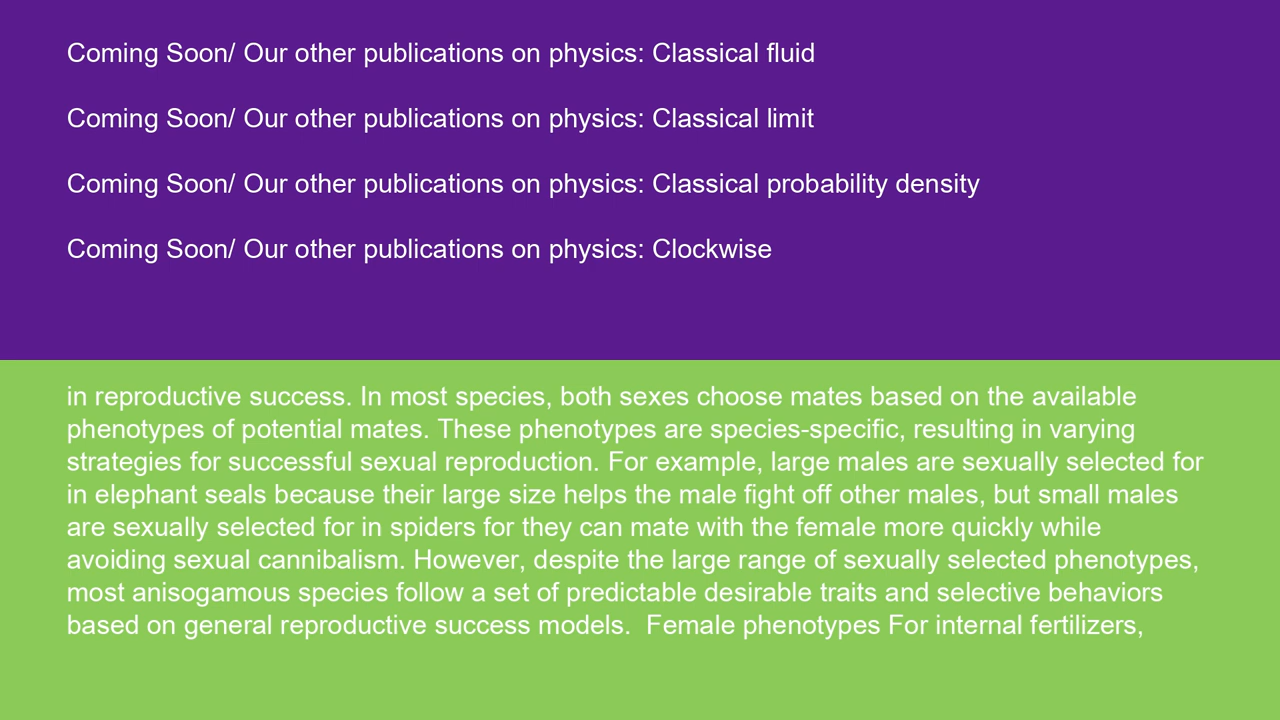 Coming Soon/ Our other publications on physics: Classical fluid
Coming Soon/ Our other publications on physics: Classical limit
Coming Soon/ Our other publications on physics: Classical probability density
Coming Soon/ Our other publications on physics: Clockwise
in reproductive success. In most species, both sexes choose mates based on the available
phenotypes of potential mates. These phenotypes are species-specific, resulting in varying
strategies for successful sexual reproduction. For example, large males are sexually selected for
in elephant seals because their large size helps the male fight off other males, but small males
are sexually selected for in spiders for they can mate with the female more quickly while
avoiding sexual cannibalism. However, despite the large range of sexually selected phenotypes,
most anisogamous species follow a set of predictable desirable traits and selective behaviors
based on general reproductive success models.  Female phenotypes For internal fertilizers,